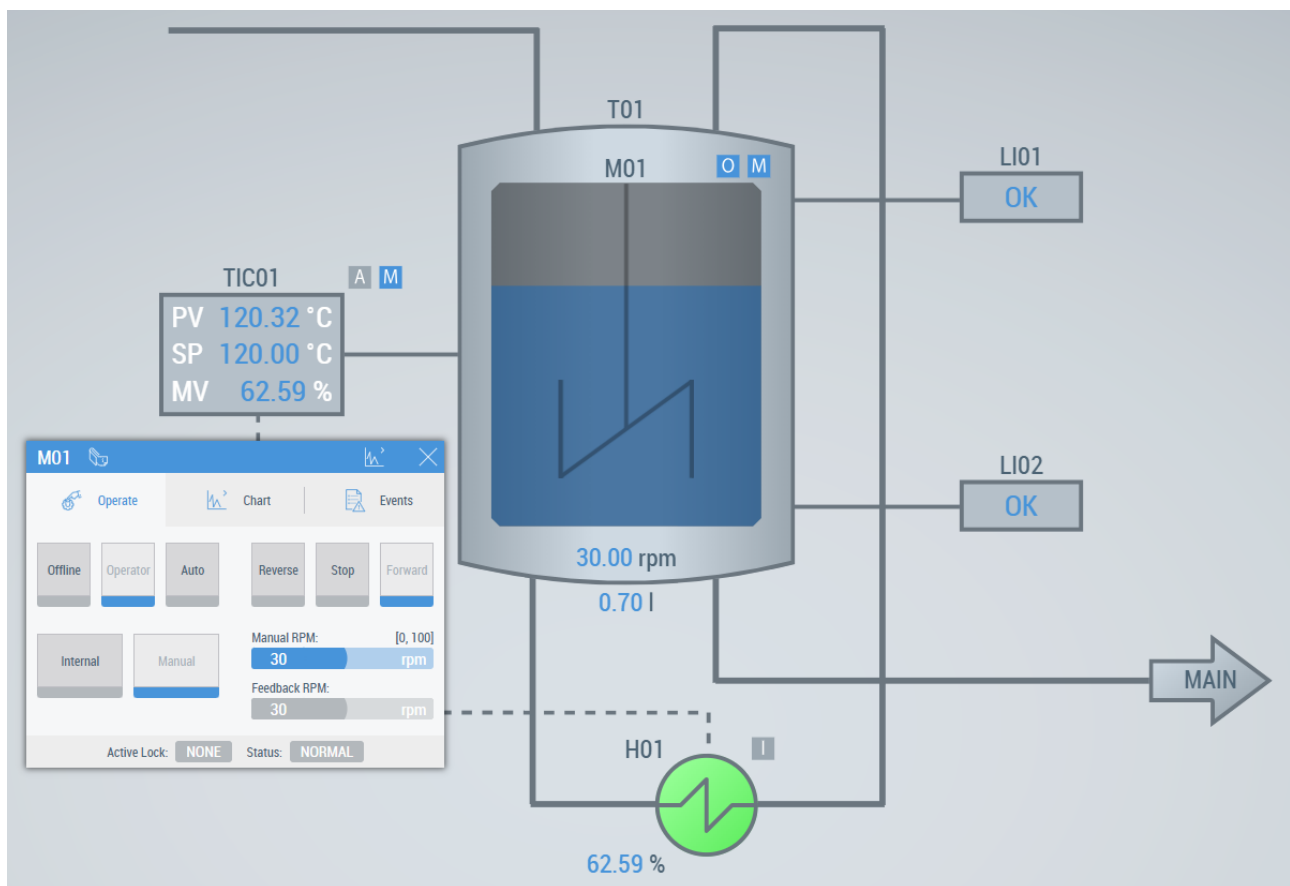 T01
M01 O M
LI01
OK
TIC01 A M
PV 120.32 °C
SP 120.00 °C
MV 62.59 %
M01
Operate Chart Events
LI02
OK
Offline Operator Auto Reverse Stop Forward
30.00 rpm
0.70 l
Internal Manual
Manual RPM: [0, 100]
30 rpm
Feedback RPM:
30 rpm
MAIN
Active Lock: NONE Status: NORMAL
H01 I
62.59 %